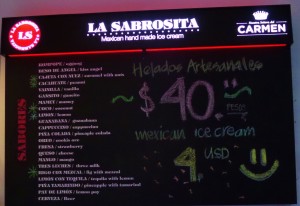 LS
LA SABROSITA
Mexican hand made ice cream
CARMEN
SABORES
ROMPOPE / eggnog
BESO DE ANGEL / kiss angel
CAJETA CON NUEZ / caramel with nuts
CACAHUATE / peanut
VAINILLA / vanilla
GANSITO / gansito
MAMEY / mamey
COCO / coconut
LIMON / lemon
GUANABANA / guanabana
CAPPUCCINO / cappuccino
PIÑA COLADA / pineapple colada
OREO / cookie nut
FRESA / strawberry
QUESO / cheese
MANGO / mango
TRES LECHES / three milk
HIGO CON MEZCAL / fig with mezcal
LIMON CON TEQUILA / tequila with lemon
PIÑA TAMARINDO / pineapple with tamarind
PAY DE LIMON / lemon pay
CERVEZA / Beer
Helados Artesanales
$40.
PESOS
mexican ice cream
4 USD